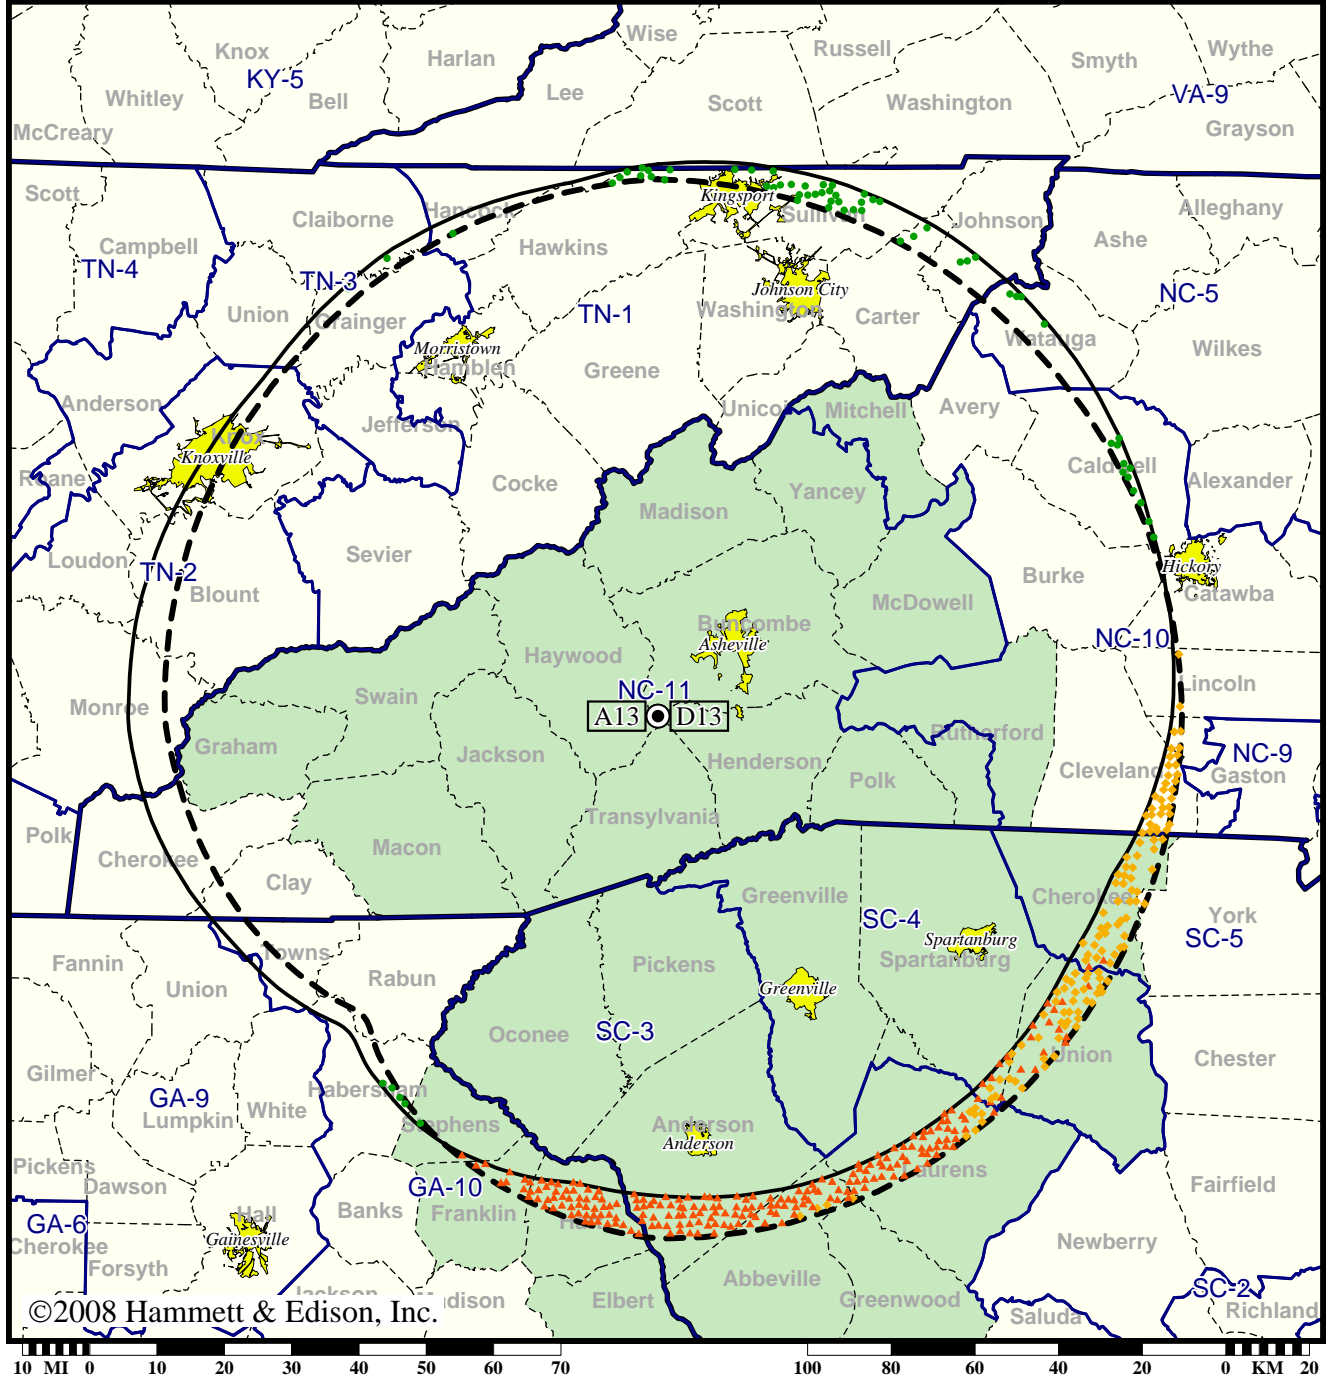 Wise
Knox
Harlan
Russell
Smyth
Wythe
KY-5
Whitley
Bell
Lee
Scott
Washington
VA-9
McCreary
Grayson
Scott
Kingsport
Claiborne
Hancock
Sullivan
Johnson
Alleghany
Campbell
Hawkins
Ashe
TN-4
TN-3
Johnson City
NC-5
Union
Grainger
TN-1
Washington
Carter
Watauga
Wilkes
Morristown
Hamblen
Greene
Anderson
Jefferson
Unicoi
Mitchell
Avery
Knox
Knoxville
Roane
Cocke
Yancey
Caldwell
Alexander
Madison
Loudon
TN-2
Sevier
Blount
Burke
Hickory
Catawba
McDowell
Buncombe
Asheville
NC-10
Haywood
Swain
NC-11
Lincoln
Monroe
A13
D13
Graham
Jackson
Henderson
Rutherford
Polk
Cleveland
NC-9
Gaston
Transylvania
Polk
Cherokee
Macon
Clay
Greenville
Cherokee
SC-4
York
SC-5
Fannin
Towns
Union
Rabun
Pickens
Spartanburg
Spartanburg
Greenville
Oconee
SC-3
Union
Chester
Gilmer
GA-9
Lumpkin
White
Habersham
Stephens
Anderson
Anderson
Pickens
Dawson
GA-10
Laurens
Fairfield
GA-6
Banks
Franklin
Hall
Gainesville
Cherokee
Forsyth
Newberry
Abbeville
Elbert
Greenwood
SC-2
Saluda
Richland
©2008 Hammett & Edison, Inc.
10 MI 0 10 20 30 40 50 60 70
100 80 60 40 20 0 KM 20